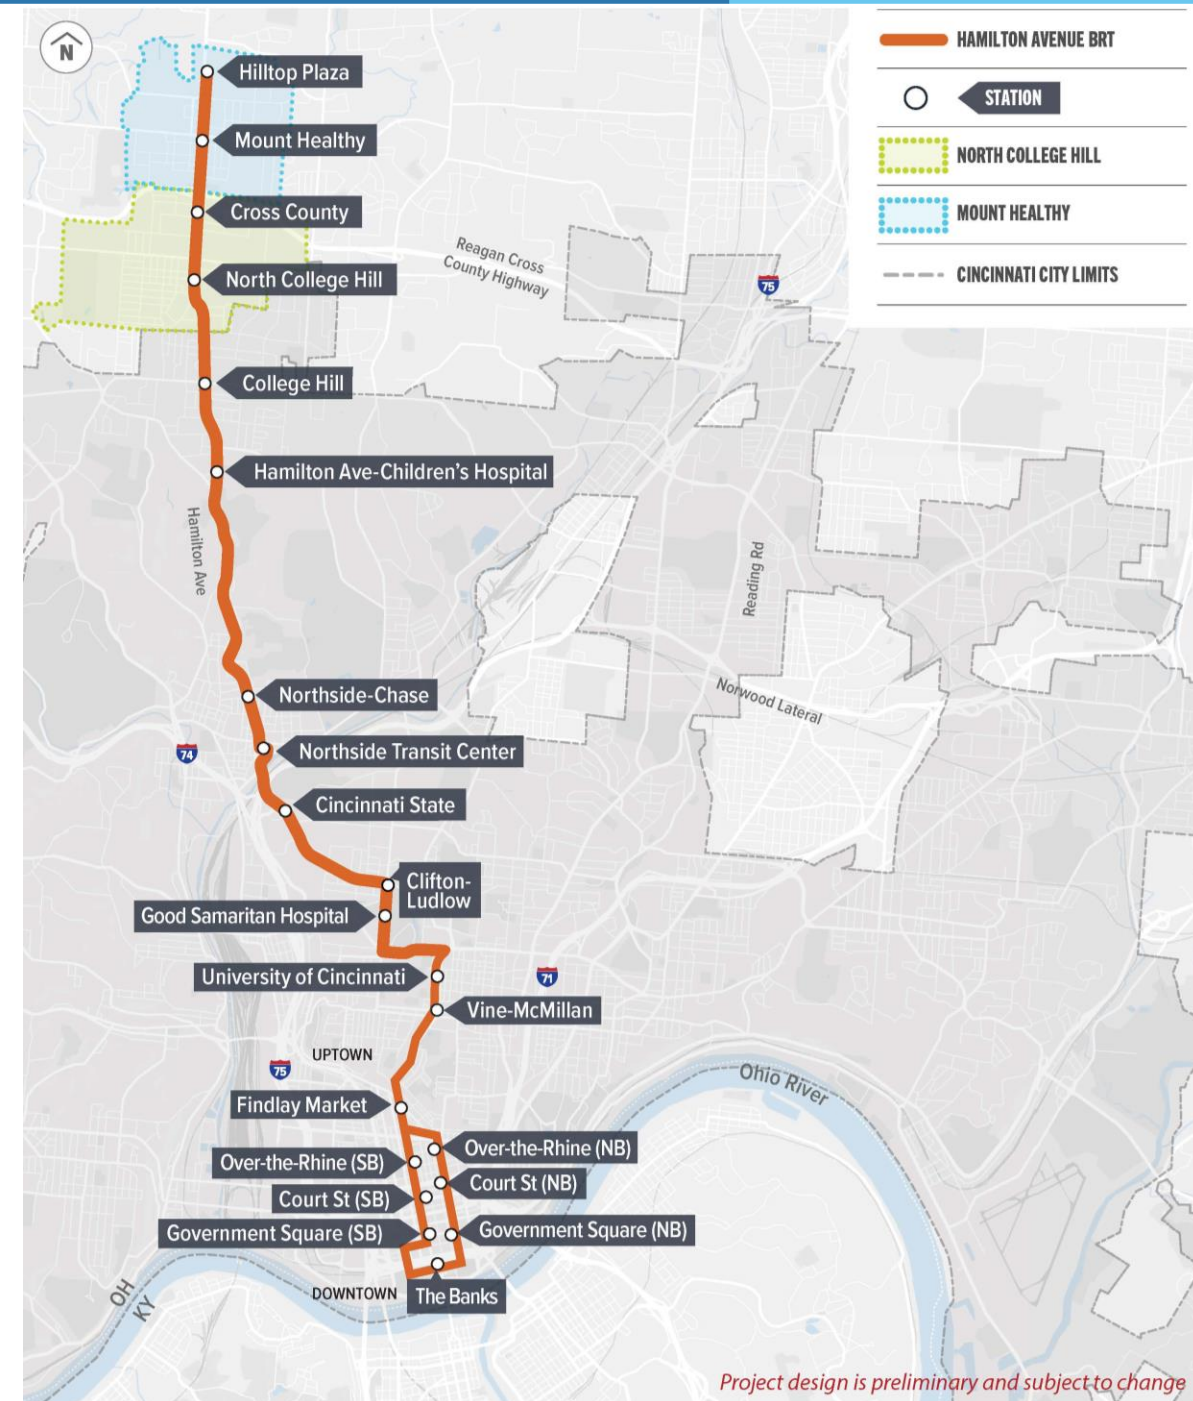 N
HAMILTON AVENUE BRT
STATION
NORTH COLLEGE HILL
MOUNT HEALTHY
CINCINNATI CITY LIMITS
Hilltop Plaza
Mount Healthy
Cross County
Reagan Cross
County Highway
North College Hill
75
College Hill
Hamilton Ave-Children's Hospital
Hamilton Ave
Reading Rd
Northside-Chase
Norwood Lateral
Northside Transit Center
74
Cincinnati State
Clifton-
Ludlow
Good Samaritan Hospital
University of Cincinnati
71
Vine-McMillan
UPTOWN
75
Ohio River
Findlay Market
Over-the-Rhine (NB)
Over-the-Rhine (SB)
Court St (NB)
Court St (SB)
Government Square (NB)
Government Square (SB)
OH
KY
DOWNTOWN
The Banks
Project design is preliminary and subject to change